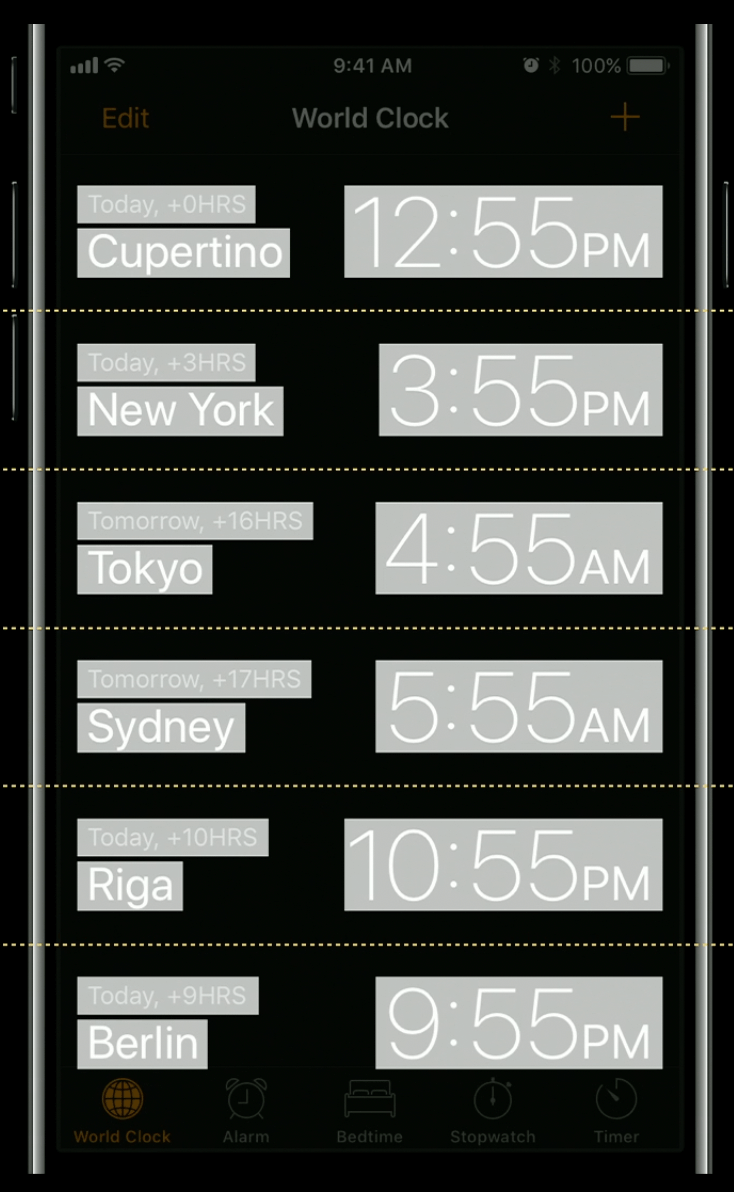 9:41 AM 100%
Edit World Clock +
Today, +0HRS
Cupertino 12:55PM
Today, +3HRS
New York 3:55PM
Tomorrow, +16HRS
Tokyo 4:55AM
Tomorrow, +17HRS
Sydney 5:55AM
Today, +10HRS
Riga 10:55PM
Today, +9HRS
Berlin 9:55PM
World Clock Alarm Bedtime Stopwatch Timer